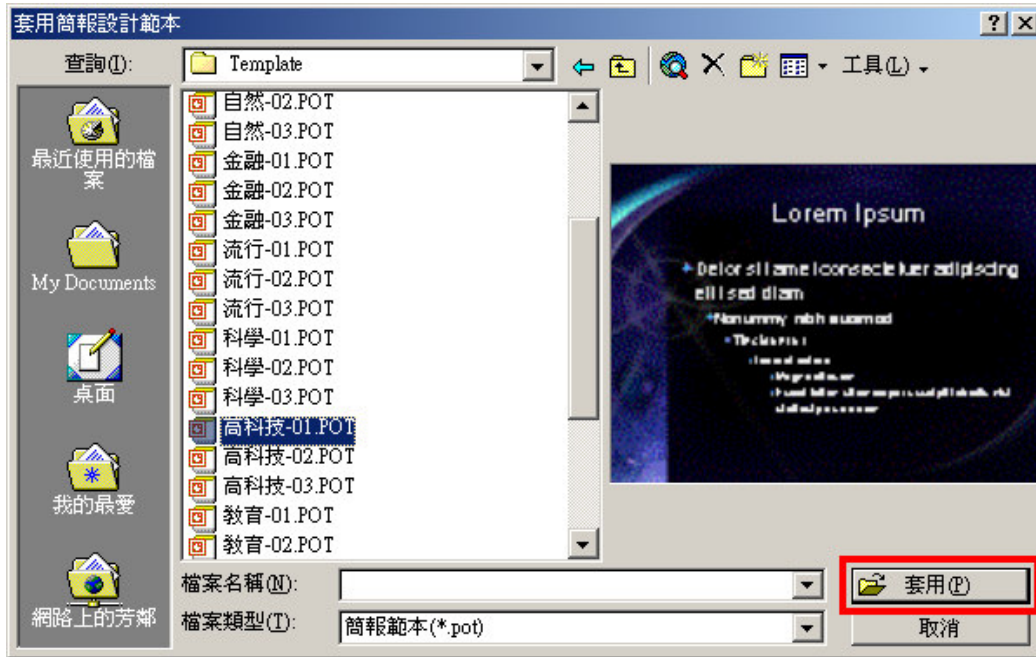 套用簡報設計範本
查詢(I):
Template
工具(L)
最近使用的檔
案
My Documents
桌面
我的最愛
網路上的芳鄰
自然-02.POT
自然-03.POT
金融-01.POT
金融-02.POT
金融-03.POT
流行-01.POT
流行-02.POT
流行-03.POT
科學-01.POT
科學-02.POT
科學-03.POT
高科技-01.POT
高科技-02.POT
高科技-03.POT
教育-01.POT
教育-02.POT
Lorem Ipsum
adipiscing
sed diam
檔案名稱(N):
套用(P)
檔案類型(T):
簡報範本(*.pot)
取消